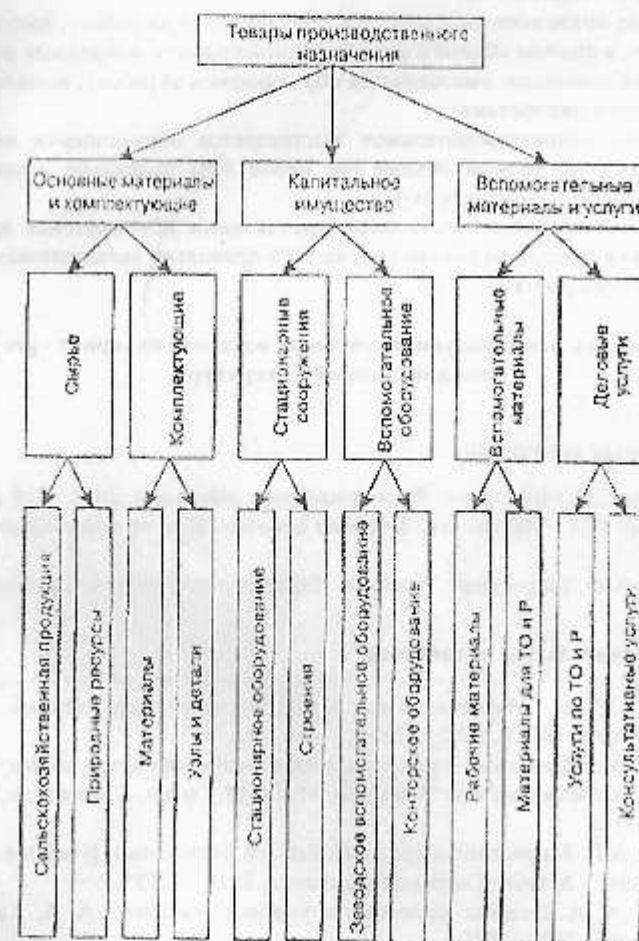 Товары производственного
назначения
Основные материалы
и комплектующие
Капитальное
имущество
Вспомогательные
материалы и услуги
Сырье
Комплектующие
Стационарные
сооружения
Вспомогательное
оборудование
Вспомогательные
материалы
Деловые
услуги
Сельскохозяйственная продукция
Природные ресурсы
Материалы
Узлы и детали
Стационарное оборудование
Строения
Заводское вспомогательное оборудование
Конторское оборудование
Рабочие материалы
Материалы для ТО и Р
Услуги по ТО и Р
Консультативные услуги